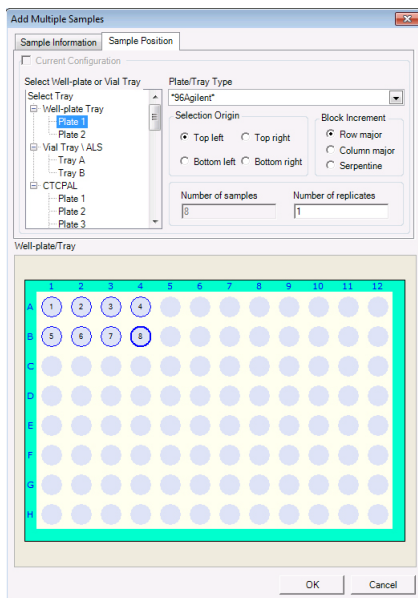 Add Multiple Samples
Sample Information Sample Position
Current Configuration
Select Well-plate or Vial Tray Plate/Tray Type
Select Tray
Well-plate Tray
Plate 1
Plate 2
Vial Tray \ ALS
Tray A
Tray B
CTCPAL
Plate 1
Plate 2
Plate 3
"96Agilent"
Selection Origin
Top left Top right
Bottom left Bottom right
Block Increment
Row major
Column major
Serpentine
Number of samples Number of replicates
8 1
Well-plate/Tray
1 2 3 4 5 6 7 8 9 10 11 12
A 1 2 3 4
B 5 6 7 8
C
D
E
F
G
H
OK Cancel